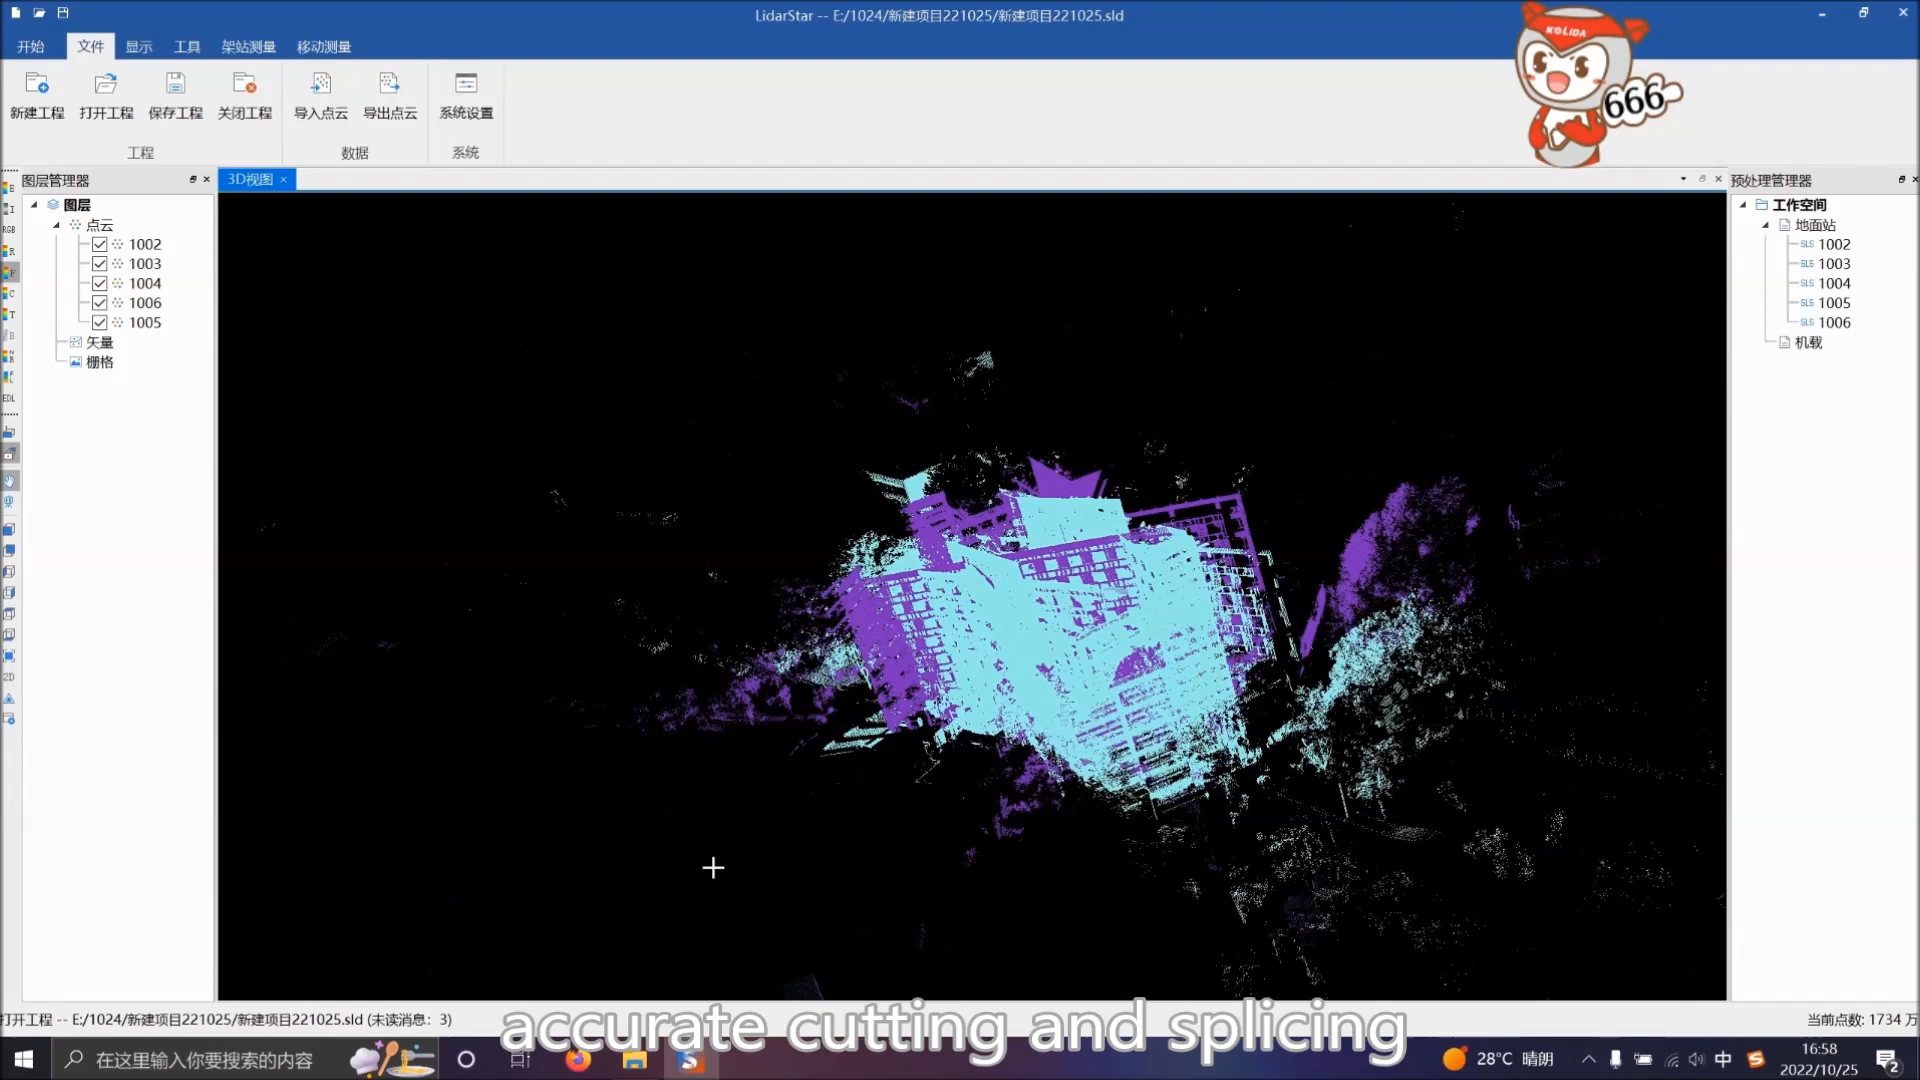 LidarStar -- E:/1024/新建项目221025/新建项目221025.sld
开始 文件 显示 工具 架站测量 移动测量
KOLIDA
666
新建工程 打开工程 保存工程 关闭工程 导入点云 导出点云 系统设置
工程 数据 系统
图层管理器
3D视图
预处理管理器
图层
点云
1002
1003
1004
1006
1005
矢量
栅格
工作空间
地面站
SLS 1002
SLS 1003
SLS 1004
SLS 1005
SLS 1006
机载
RGB
EDL
2D
打开工程 -- E:/1024/新建项目221025/新建项目221025.sld (未读消息：3)
当前点数: 1734 万
accurate cutting and splicing
在这里输入你要搜索的内容
28°C 晴朗
中
16:58
2022/10/25
2